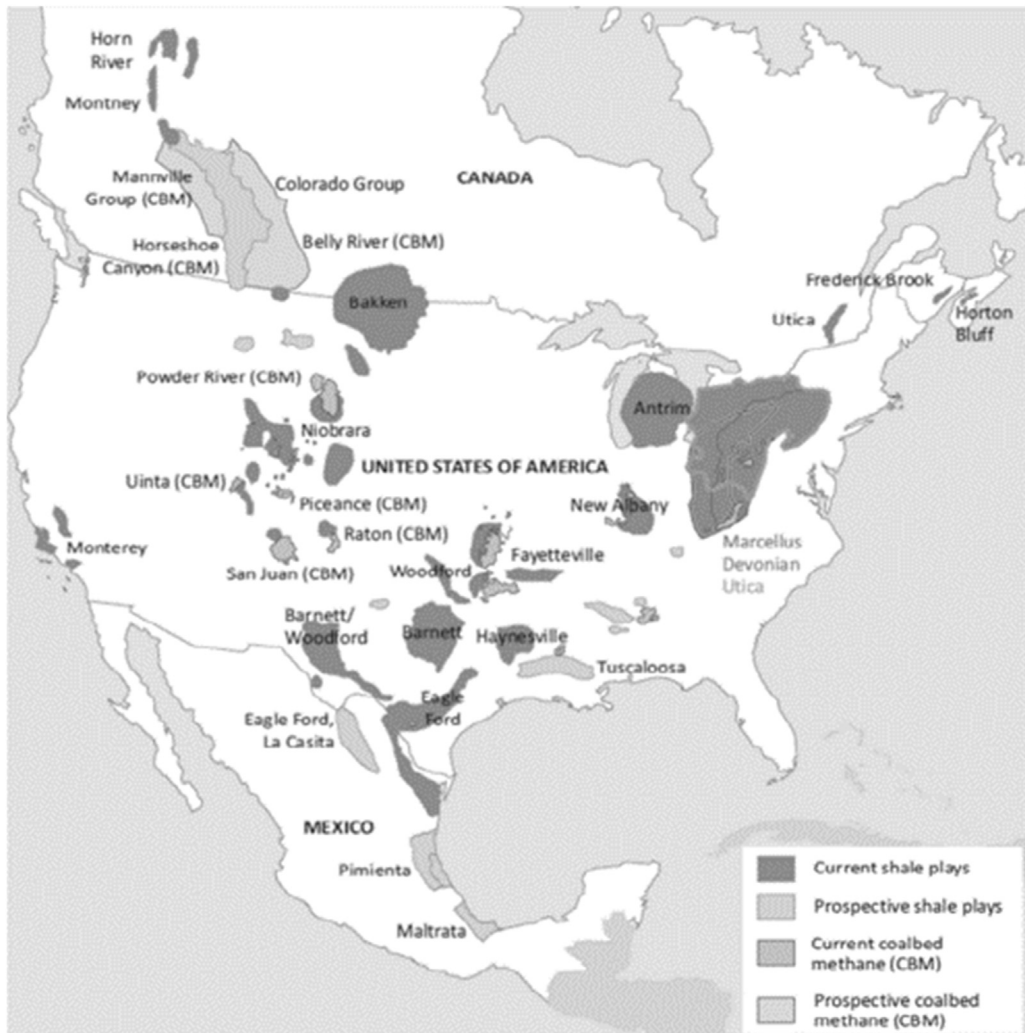 Horn
River
Montney
Mannville
Group (CBM)
Colorado Group
CANADA
Horseshoe
Canyon (CBM)
Belly River (CBM)
Bakken
Frederick Brook
Utica
Horton
Bluff
Powder River (CBM)
Antrim
Niobrara
UNITED STATES OF AMERICA
Uinta (CBM)
Piceance (CBM)
New Albany
Monterey
Raton (CBM)
San Juan (CBM)
Woodford
Fayetteville
Marcellus
Devonian
Utica
Barnett/
Woodford
Barnett
Haynesville
Tuscaloosa
Eagle
Ford
Eagle Ford,
La Casita
MEXICO
Pimienta
Maltrata
Current shale plays
Prospective shale plays
Current coalbed
methane (CBM)
Prospective coalbed
methane (CBM)